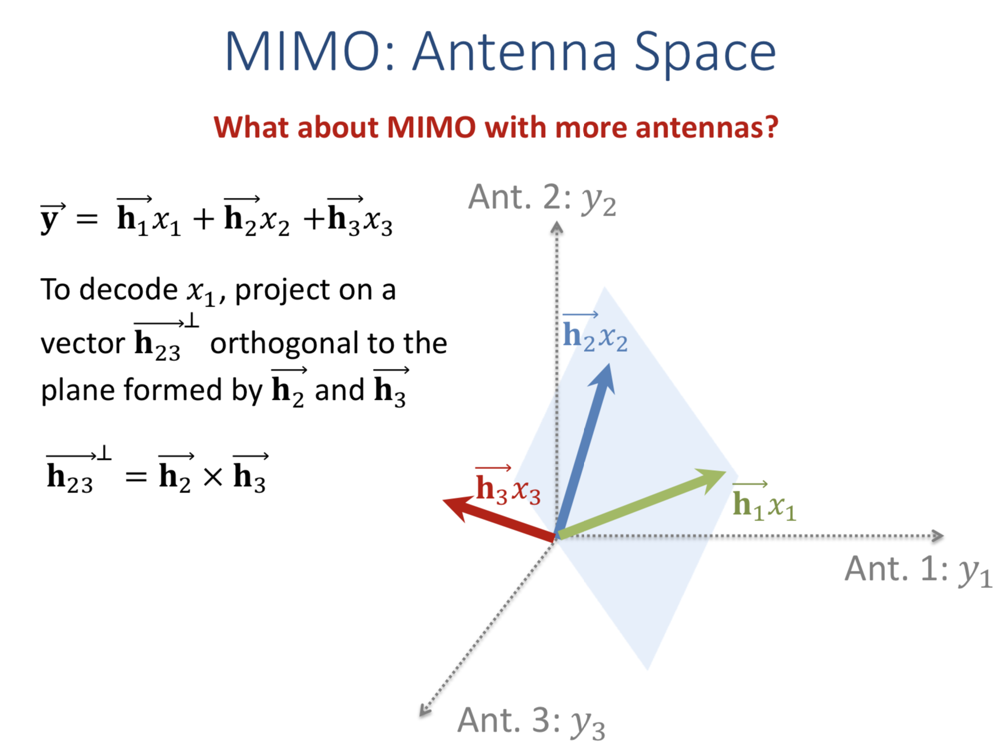 MIMO: Antenna Space
What about MIMO with more antennas?
y⃗ = h⃗₁x₁ + h⃗₂x₂ +h⃗₃x₃
To decode x₁, project on a
vector h⃗₂₃⊥ orthogonal to the
plane formed by h⃗₂ and h⃗₃
h⃗₂₃⊥ = h⃗₂ × h⃗₃
Ant. 2: y₂
h⃗₂x₂
h⃗₃x₃
h⃗₁x₁
Ant. 1: y₁
Ant. 3: y₃